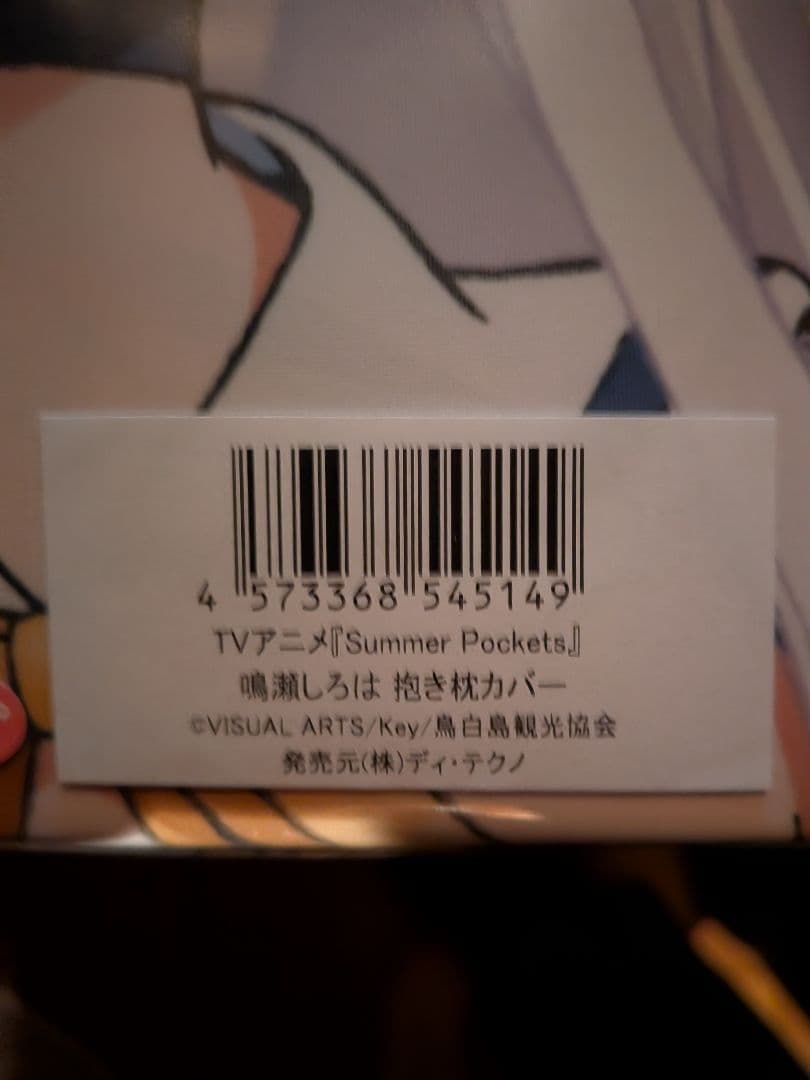 4 573368 545149
TVアニメ『Summer Pockets』
鳴瀬しろは 抱き枕カバー
©VISUAL ARTS/Key/鳥白島観光協会
発売元(株)ディ・テクノ